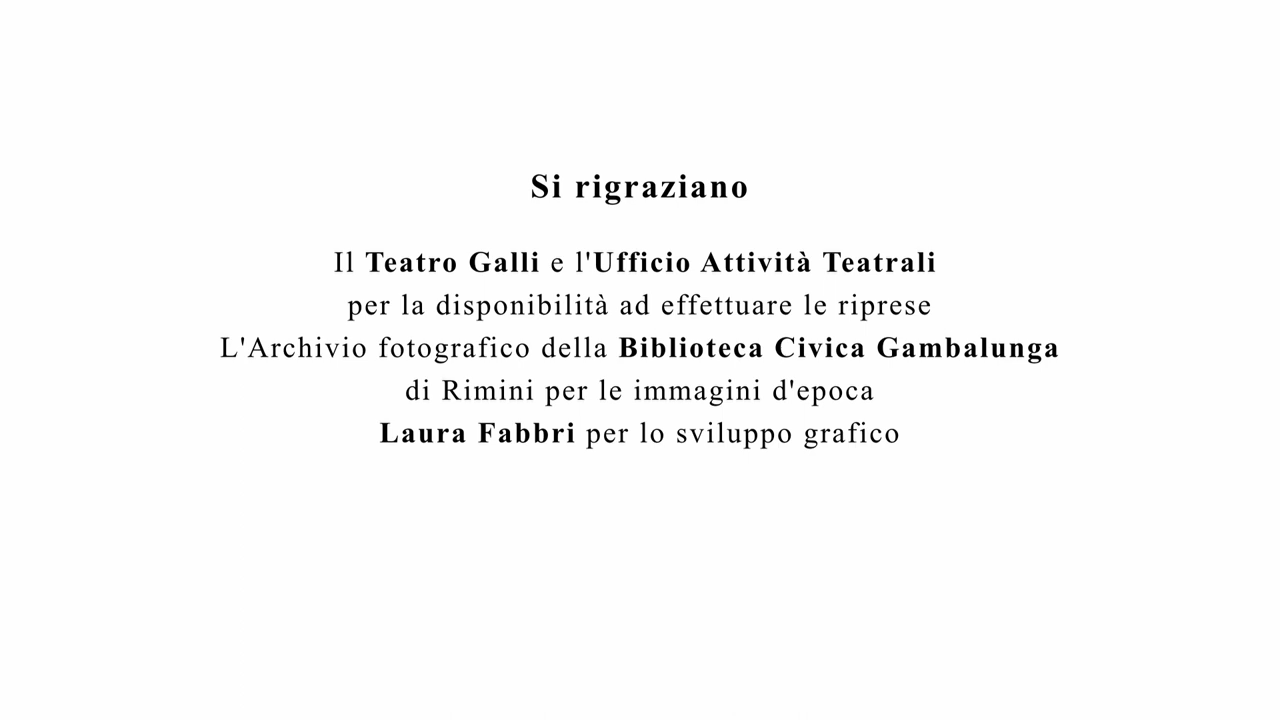 Si rigraziano
Il Teatro Galli e l'Ufficio Attività Teatrali
per la disponibilità ad effettuare le riprese
L'Archivio fotografico della Biblioteca Civica Gambalunga
di Rimini per le immagini d'epoca
Laura Fabbri per lo sviluppo grafico